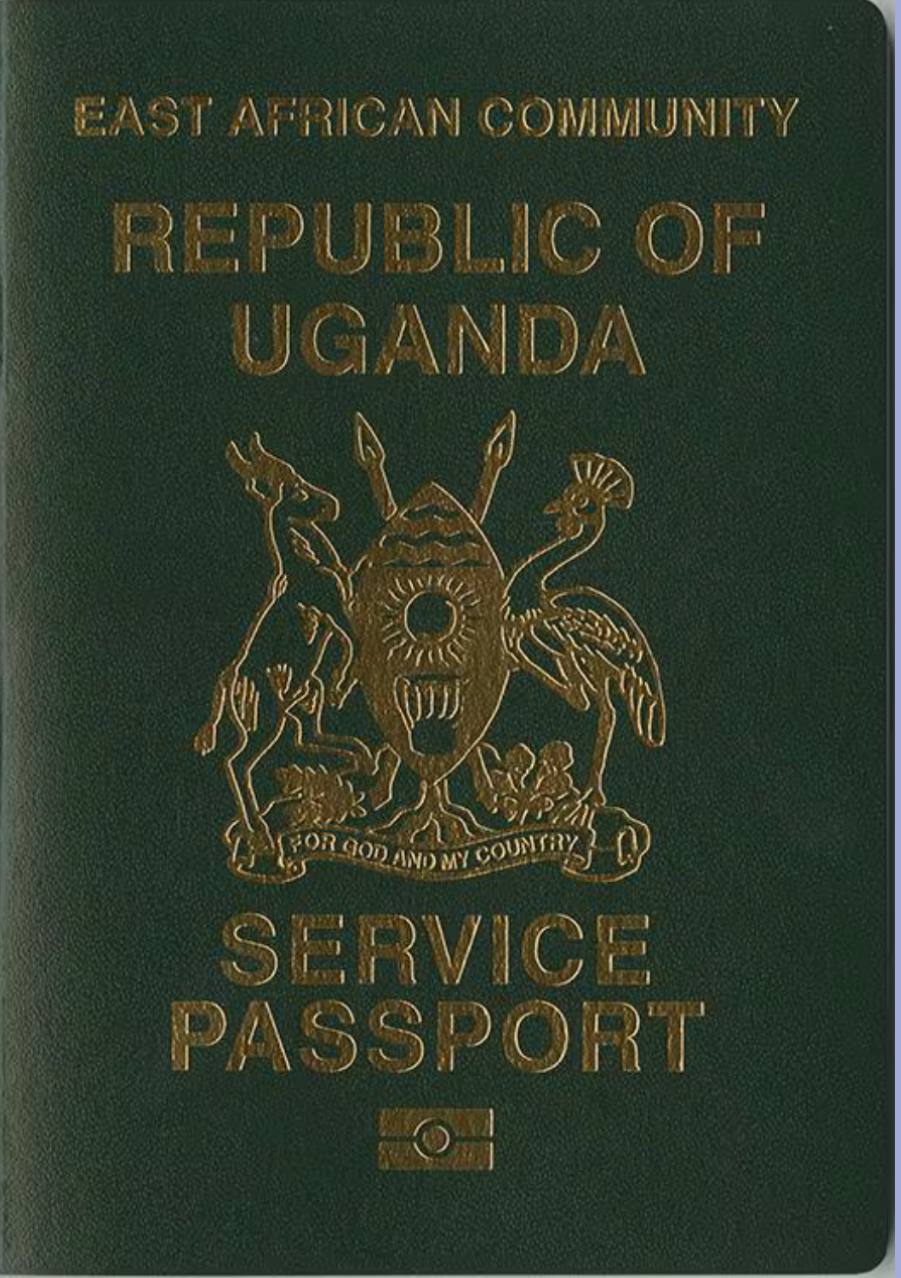 EAST AFRICAN COMMUNITY
REPUBLIC OF
UGANDA
FOR GOD AND MY COUNTRY
SERVICE
PASSPORT